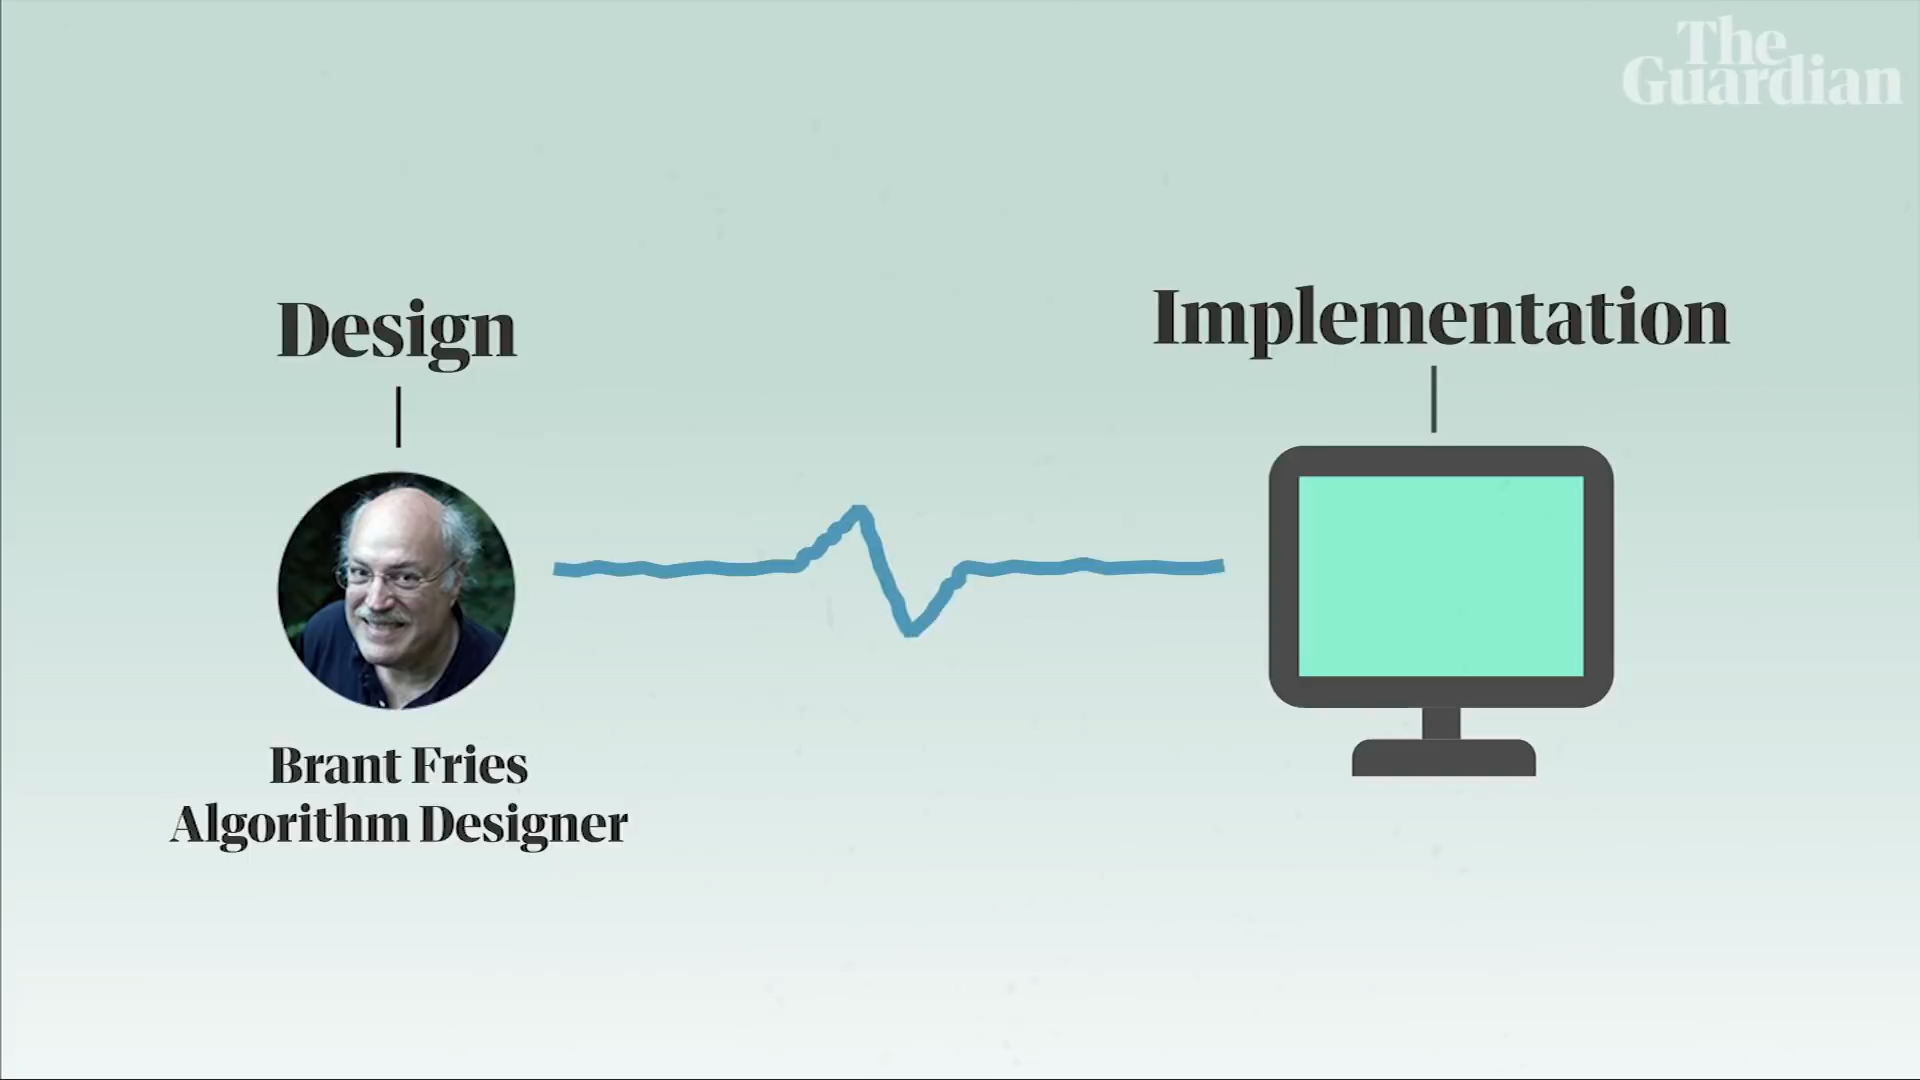 The
Guardian
Design
Implementation
Brant Fries
Algorithm Designer